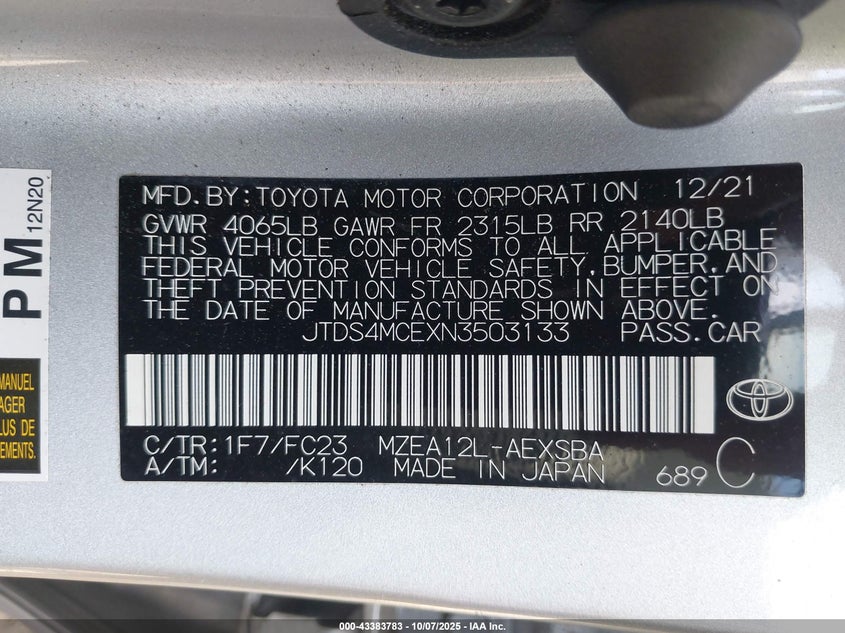 MFD.BY:TOYOTA MOTOR CORPORATION 12/21
GVWR 4065LB GAWR FR 2315LB RR 2140LB
THIS VEHICLE CONFORMS TO ALL APPLICABLE
FEDERAL MOTOR VEHICLE SAFETY,BUMPER,AND
THEFT PREVENTION STANDARDS IN EFFECT ON
THE DATE OF MANUFACTURE SHOWN ABOVE.
JTDS4MCEXN3503133 PASS.CAR
C/TR:1F7/FC23 MZEA12L-AEXSBA
A/TM: /K120 MADE IN JAPAN 689 C
PM
12N20
MANUEL
AGER
LUS DE
EMENTS.
000-43383783 - 10/07/2025 - IAA Inc.